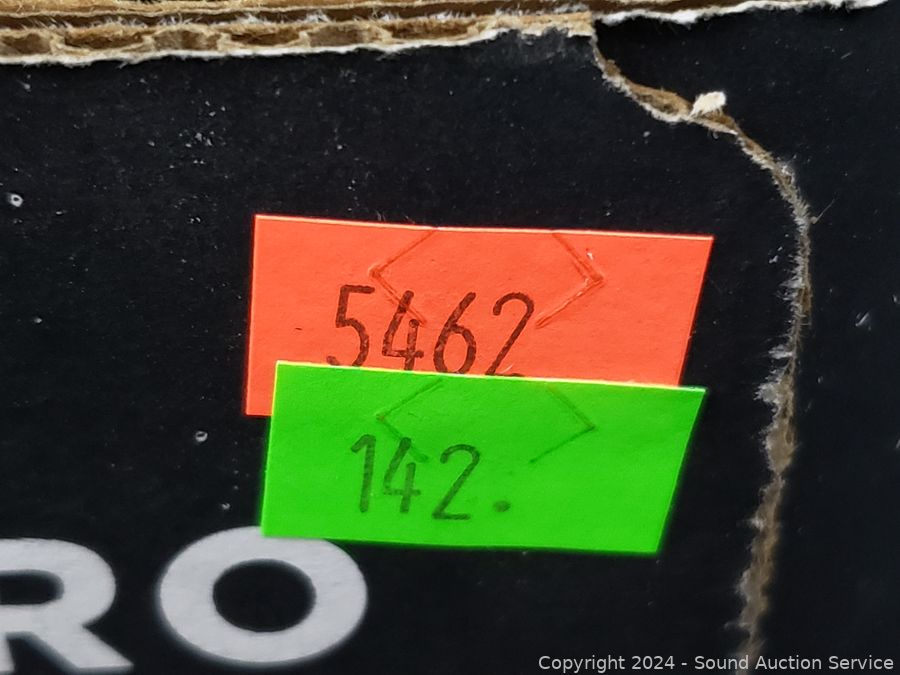 5462
142.
RO
Copyright 2024 - Sound Auction Service